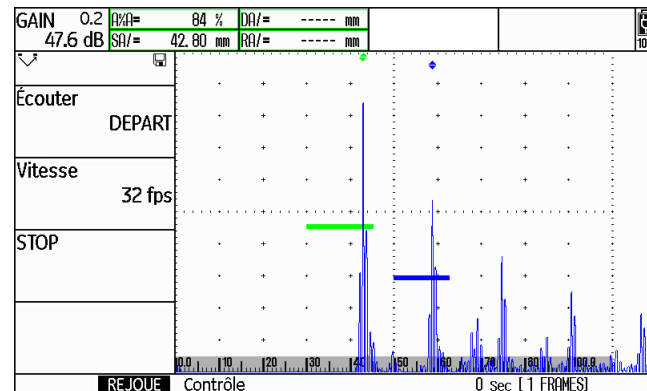 GAIN 0.2 A%A= 84 % DA/= ----- mm
47.6 dB SA/= 42.80 mm RA/= ----- mm
10
Écouter
DEPART
Vitesse
32 fps
STOP
0.0 10 20 30 40 50 60 70 80 90 100.0
REJOUE Contrôle 0 sec [1 FRAMES]